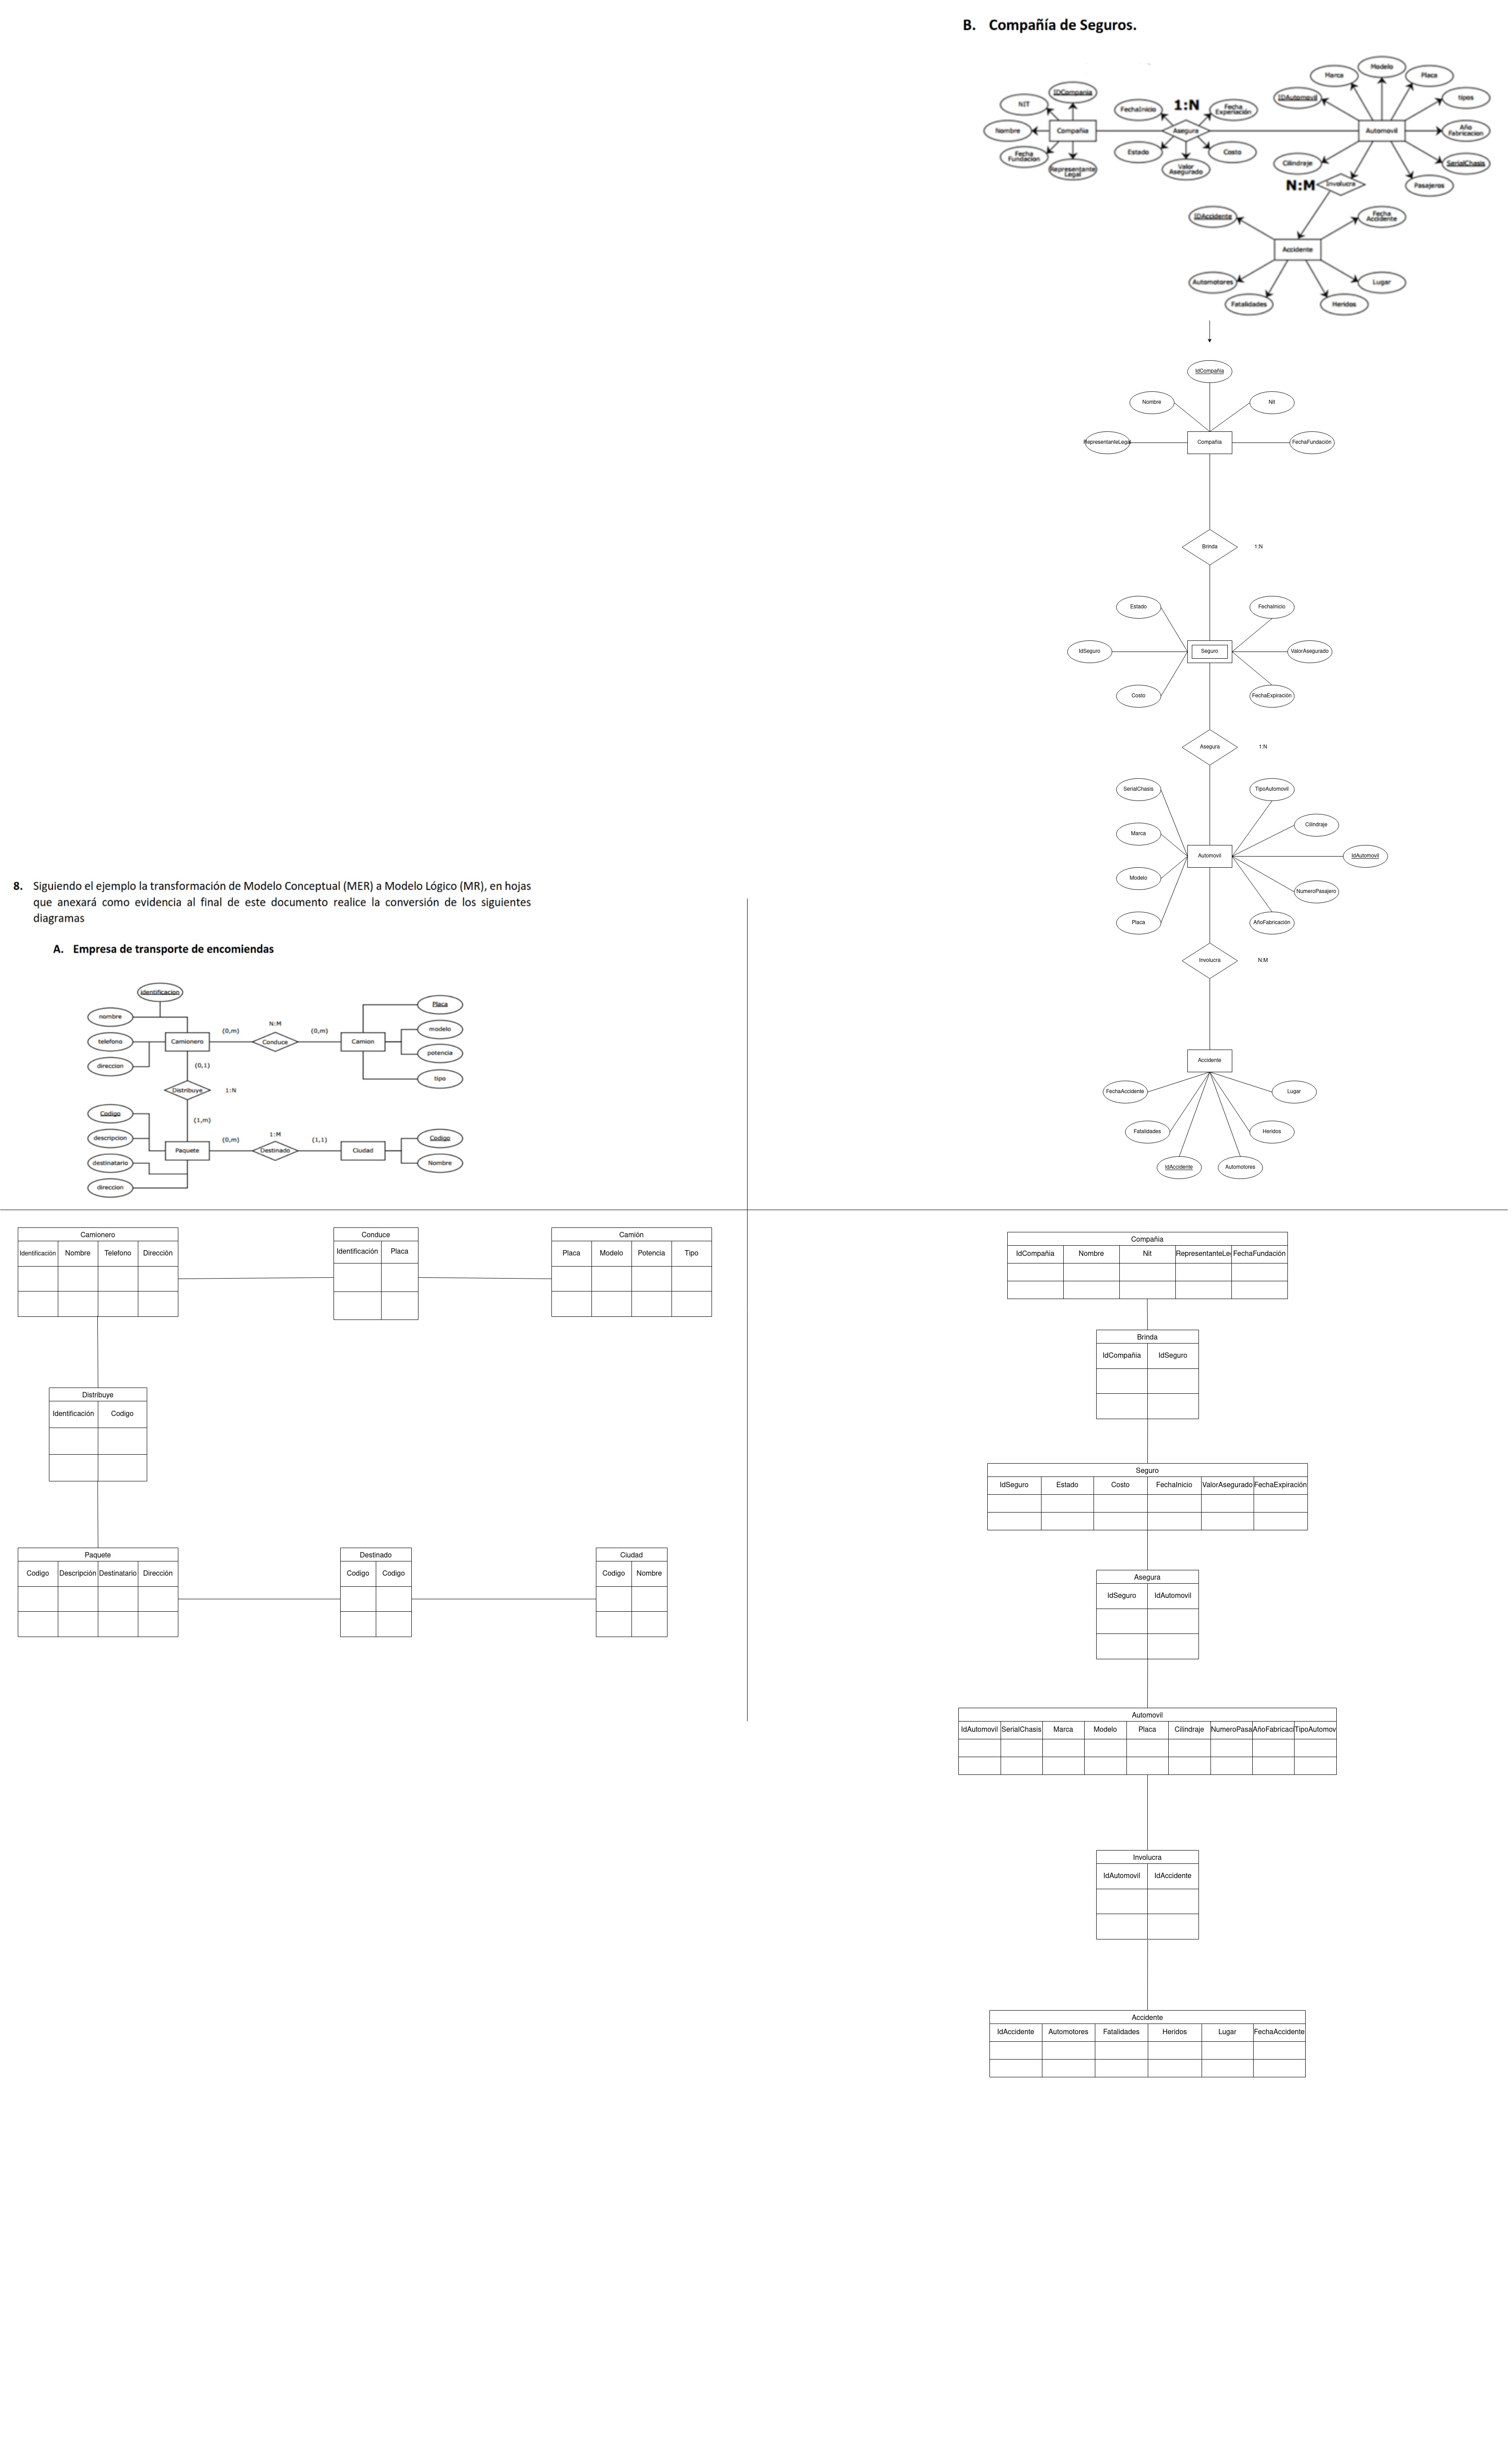 B. Compañía de Seguros.
Modelo
Marca
Placa
IDCompania
IDAutomovil
tipos
NIT
FechaInicio
1:N
Fecha
Experiación
Nombre
Compañia
Asegura
Automovil
Año
Fabricacion
Fecha
Fundacion
Estado
Costo
Cilindraje
SerialChasis
Representante
Legal
Valor
Asegurado
N:M
Involucra
Pasajeros
IDAccidente
Fecha
Accidente
Accidente
Automotores
Lugar
Fatalidades
Heridos
IdCompañia
Nombre
Nit
RepresentanteLegal
Compañia
FechaFundación
Brinda
1:N
Estado
FechaInicio
IdSeguro
Seguro
ValorAsegurado
Costo
FechaExpiración
Asegura
1:N
SerialChasis
TipoAutomovil
Cilindraje
Marca
Automovil
IdAutomovil
Modelo
NumeroPasajero
Placa
AñoFabricación
Involucra
N:M
Accidente
FechaAccidente
Lugar
Fatalidades
Heridos
IdAccidente
Automotores
8. Siguiendo el ejemplo la transformación de Modelo Conceptual (MER) a Modelo Lógico (MR), en hojas
que anexará como evidencia al final de este documento realice la conversión de los siguientes
diagramas
A. Empresa de transporte de encomiendas
identificacion
Placa
nombre
N:M
(0,m)
(0,m)
modelo
telefono
Camionero
Conduce
Camion
potencia
direccion
(0,1)
tipo
Distribuye
1:N
Codigo
(1,m)
descripcion
1:M
(0,m)
(1,1)
Codigo
Paquete
Destinado
Ciudad
destinatario
Nombre
direccion
Camionero
Identificación Nombre Telefono Dirección
Conduce
Identificación Placa
Camión
Placa Modelo Potencia Tipo
Distribuye
Identificación Codigo
Paquete
Codigo Descripción Destinatario Dirección
Destinado
Codigo Codigo
Ciudad
Codigo Nombre
Compañia
IdCompañia Nombre Nit RepresentanteLe FechaFundación
Brinda
IdCompañia IdSeguro
Seguro
IdSeguro Estado Costo FechaInicio ValorAsegurado FechaExpiración
Asegura
IdSeguro IdAutomovil
Automovil
IdAutomovil SerialChasis Marca Modelo Placa Cilindraje NumeroPasa AñoFabricaci TipoAutomov
Involucra
IdAutomovil IdAccidente
Accidente
IdAccidente Automotores Fatalidades Heridos Lugar FechaAccidente